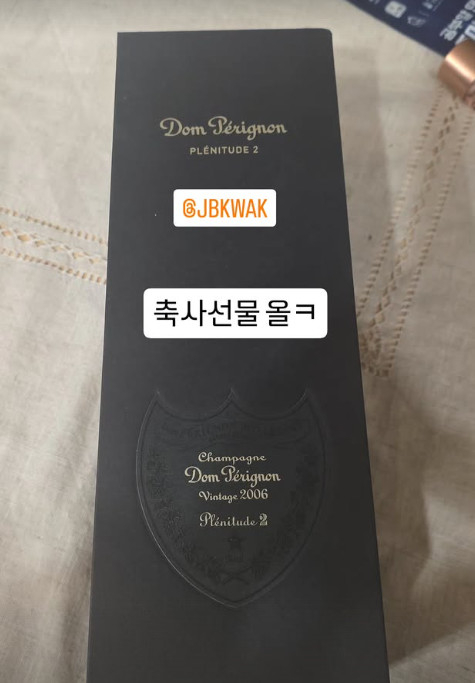 Dom Pérignon
PLÉNITUDE 2
@JBKWAK
축사선물 올ㅋ
Champagne
Dom Pérignon
Vintage 2006
Plénitude 2